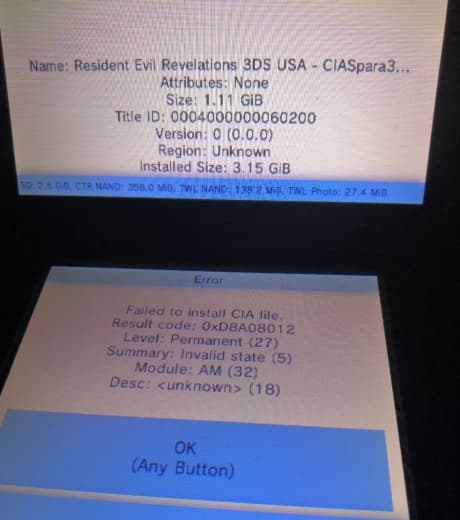 Name: Resident Evil Revelations 3DS USA - CIASpara3...
Attributes: None
Size: 1.11 GiB
Title ID: 0004000000060200
Version: 0 (0.0.0)
Region: Unknown
Installed Size: 3.15 GiB
SD: 2.8 GiB, CTR NAND: 356.0 MiB, TWL NAND: 138.2 MiB, TWL Photo: 27.4 MiB
Error
Failed to install CIA file.
Result code: 0xD8A08012
Level: Permanent (27)
Summary: Invalid state (5)
Module: AM (32)
Desc: <unknown> (18)
OK
(Any Button)